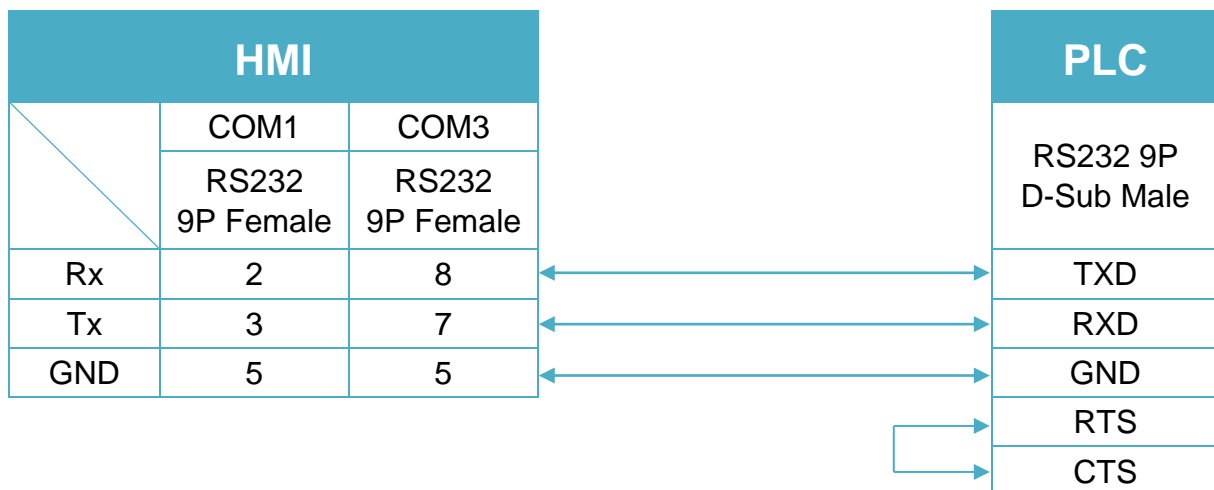 HMI
PLC
COM1 COM3
RS232
9P Female
RS232
9P Female
RS232 9P
D-Sub Male
Rx 2 8 TXD
Tx 3 7 RXD
GND 5 5 GND
RTS
CTS